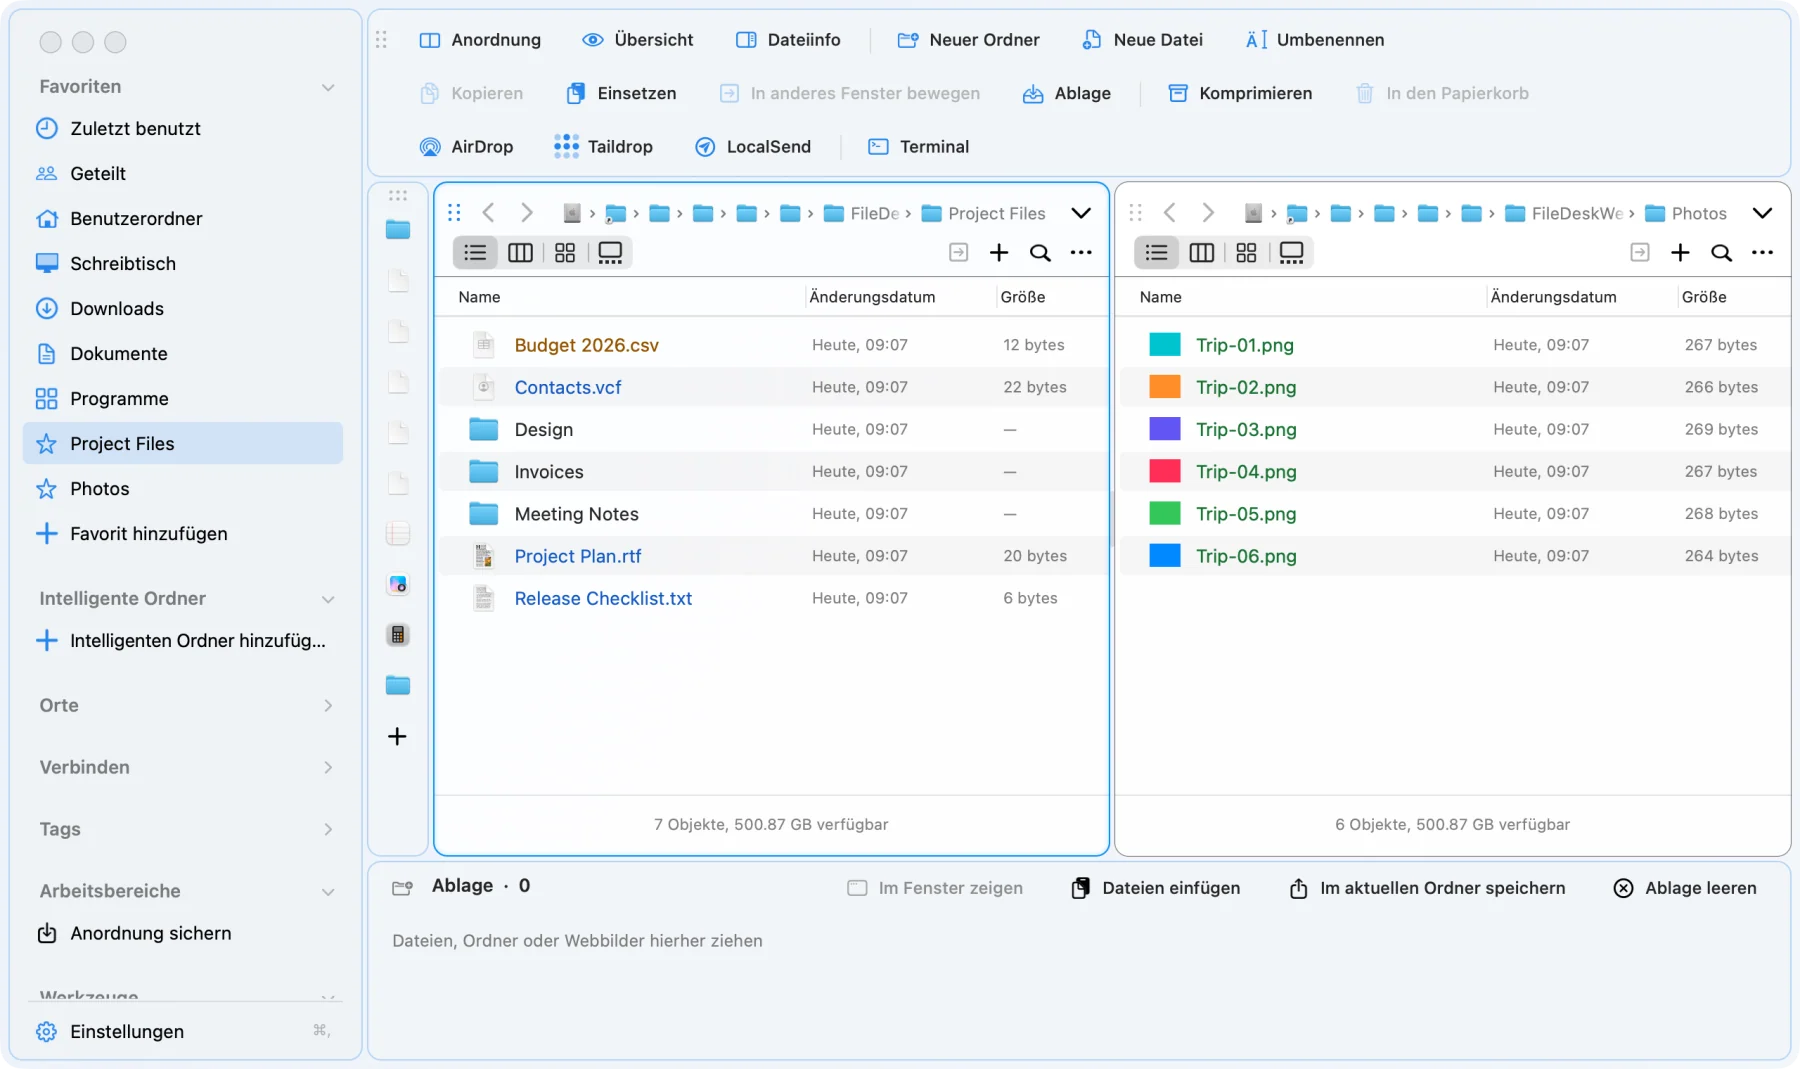 Favoriten
Zuletzt benutzt
Geteilt
Benutzerordner
Schreibtisch
Downloads
Dokumente
Programme
Project Files
Photos
Favorit hinzufügen
Intelligente Ordner
Intelligenten Ordner hinzufüg...
Orte
Verbinden
Tags
Arbeitsbereiche
Anordnung sichern
Werkzeuge
Einstellungen ⌘,
Anordnung Übersicht Dateiinfo Neuer Ordner Neue Datei Umbenennen
Kopieren Einsetzen In anderes Fenster bewegen Ablage Komprimieren In den Papierkorb
AirDrop Taildrop LocalSend Terminal
FileDe › Project Files
Name Änderungsdatum Größe
Budget 2026.csv Heute, 09:07 12 bytes
Contacts.vcf Heute, 09:07 22 bytes
Design Heute, 09:07 —
Invoices Heute, 09:07 —
Meeting Notes Heute, 09:07 —
Project Plan.rtf Heute, 09:07 20 bytes
Release Checklist.txt Heute, 09:07 6 bytes
7 Objekte, 500.87 GB verfügbar
FileDeskWe › Photos
Name Änderungsdatum Größe
Trip-01.png Heute, 09:07 267 bytes
Trip-02.png Heute, 09:07 266 bytes
Trip-03.png Heute, 09:07 269 bytes
Trip-04.png Heute, 09:07 267 bytes
Trip-05.png Heute, 09:07 268 bytes
Trip-06.png Heute, 09:07 264 bytes
6 Objekte, 500.87 GB verfügbar
Ablage · 0 Im Fenster zeigen Dateien einfügen Im aktuellen Ordner speichern Ablage leeren
Dateien, Ordner oder Webbilder hierher ziehen